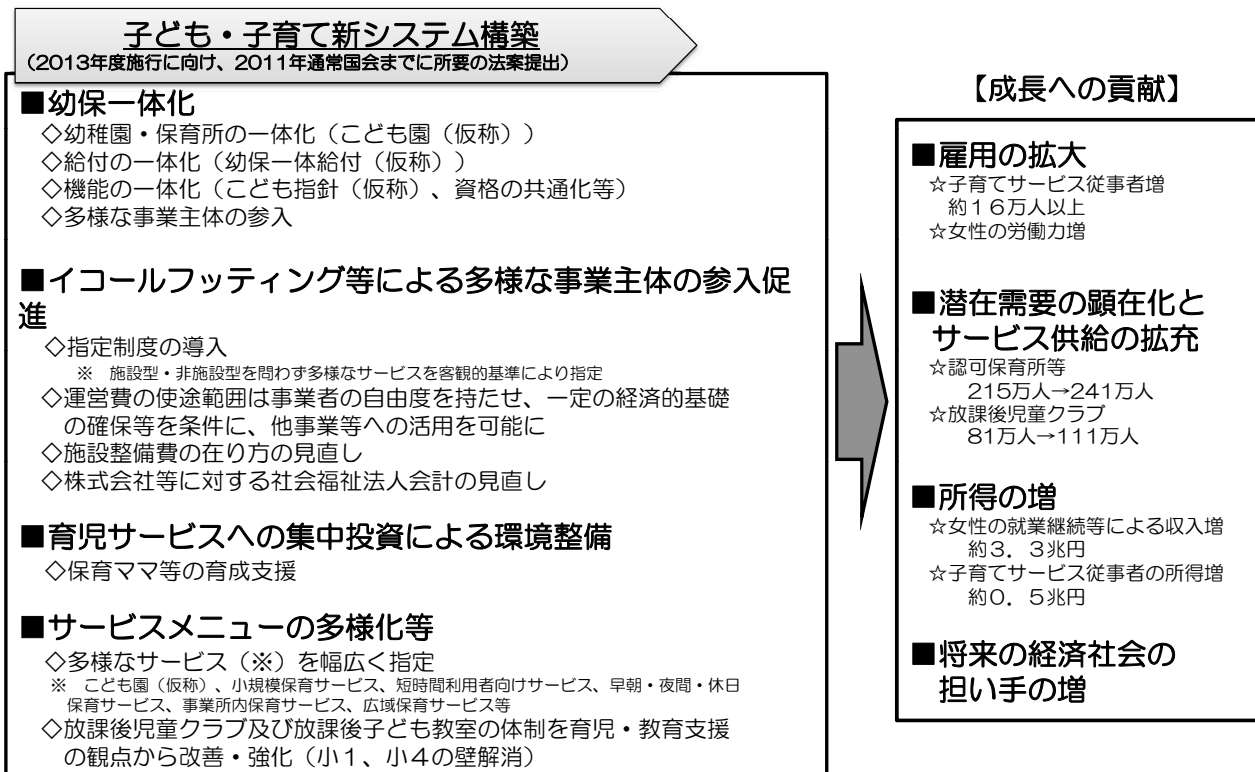 子ども・子育て新システム構築
（2013年度施行に向け、2011年通常国会までに所要の法案提出）
■幼保一体化
◇幼稚園・保育所の一体化（こども園（仮称））
◇給付の一体化（幼保一体給付（仮称））
◇機能の一体化（こども指針（仮称）、資格の共通化等）
◇多様な事業主体の参入
■イコールフッティング等による多様な事業主体の参入促
進
◇指定制度の導入
※　施設型・非施設型を問わず多様なサービスを客観的基準により指定
◇運営費の使途範囲は事業者の自由度を持たせ、一定の経済的基礎
の確保等を条件に、他事業等への活用を可能に
◇施設整備費の在り方の見直し
◇株式会社等に対する社会福祉法人会計の見直し
■育児サービスへの集中投資による環境整備
◇保育ママ等の育成支援
■サービスメニューの多様化等
◇多様なサービス（※）を幅広く指定
※　こども園（仮称）、小規模保育サービス、短時間利用者向けサービス、早朝・夜間・休日
保育サービス、事業所内保育サービス、広域保育サービス等
◇放課後児童クラブ及び放課後子ども教室の体制を育児・教育支援
の観点から改善・強化（小１、小４の壁解消）
【成長への貢献】
■雇用の拡大
☆子育てサービス従事者増
約１６万人以上
☆女性の労働力増
■潜在需要の顕在化と
サービス供給の拡充
☆認可保育所等
215万人→241万人
☆放課後児童クラブ
81万人→111万人
■所得の増
☆女性の就業継続等による収入増
約３．３兆円
☆子育てサービス従事者の所得増
約０．５兆円
■将来の経済社会の
担い手の増